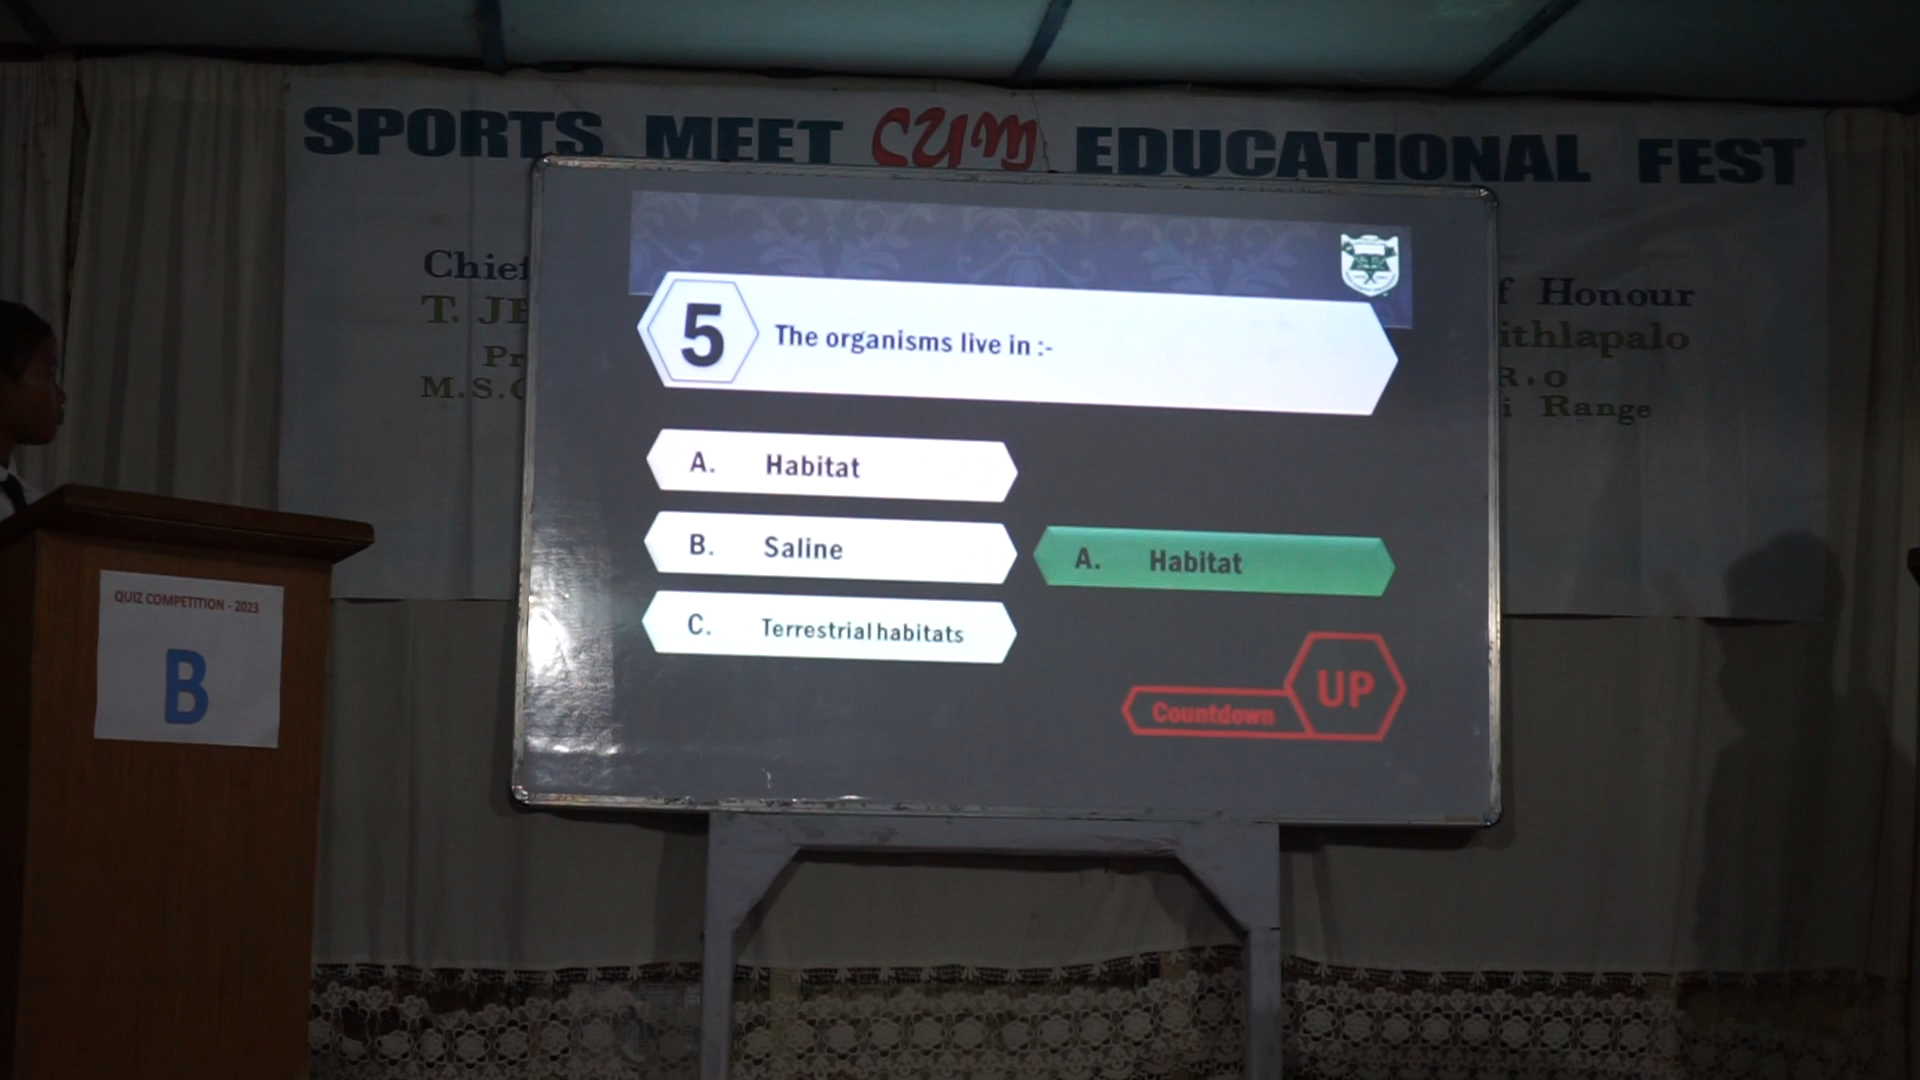 SPORTS MEET CUM EDUCATIONAL FEST
Chief
T. JE
Pr
M.S.C
f Honour
ithlapalo
R.O
i Range
5
The organisms live in :-
A. Habitat
B. Saline
C. Terrestrial habitats
A. Habitat
Countdown
UP
QUIZ COMPETITION - 2023
B